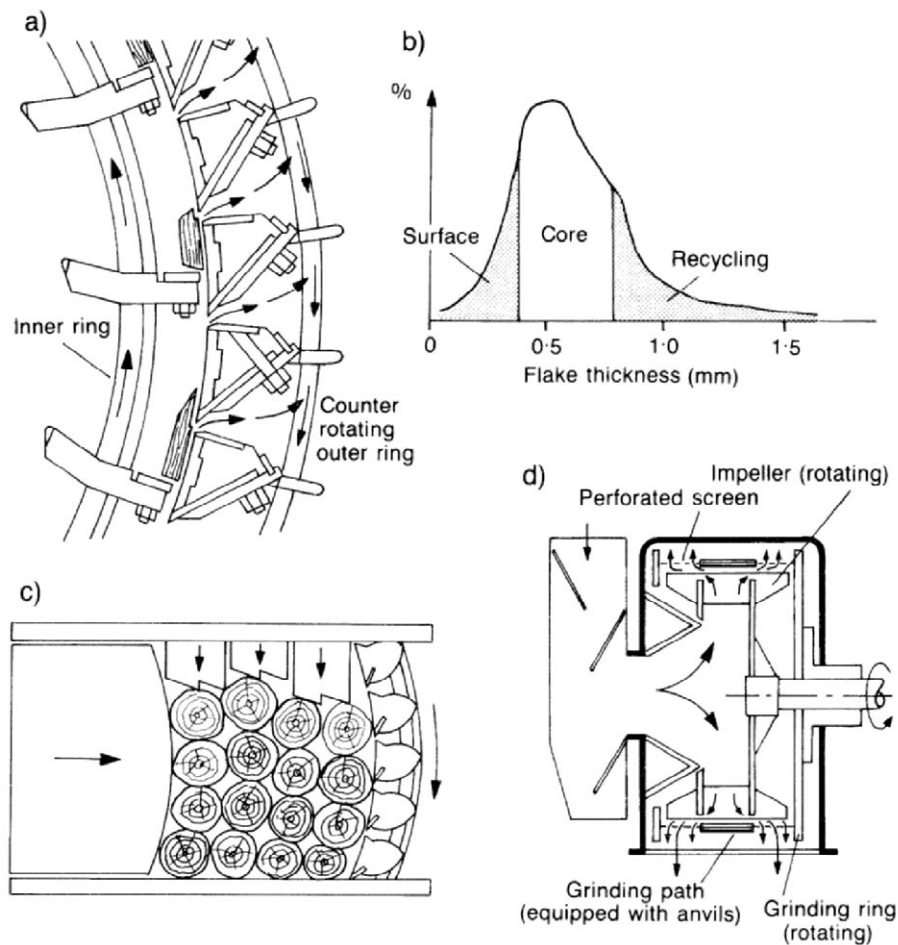 a)
Inner ring
Counter
rotating
outer ring
b)
%
Surface
Core
Recycling
0
0·5
1·0
1·5
Flake thickness (mm)
c)
d)
Impeller (rotating)
Perforated screen
Grinding path
(equipped with anvils)
Grinding ring
(rotating)